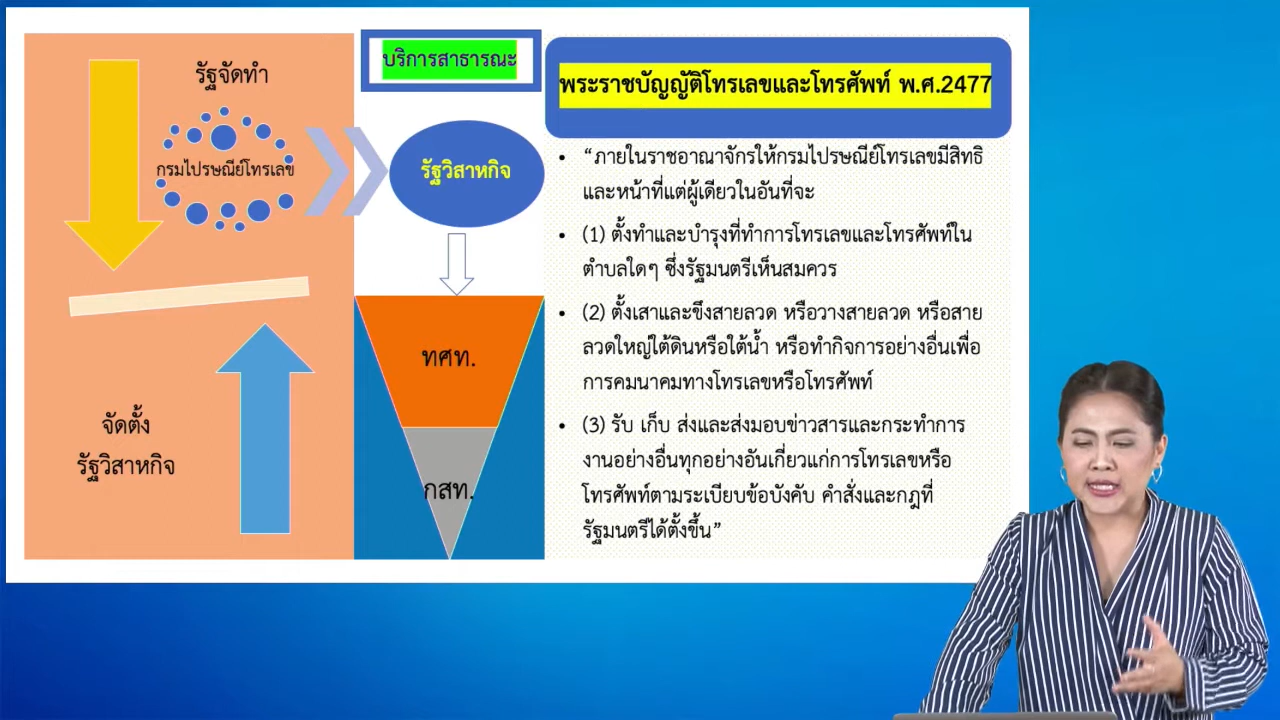 รัฐจัดทำ
กรมไปรษณีย์โทรเลข
จัดตั้ง
รัฐวิสาหกิจ
บริการสาธารณะ
รัฐวิสาหกิจ
ทศท.
กสท.
พระราชบัญญัติโทรเลขและโทรศัพท์ พ.ศ.2477
• “ภายในราชอาณาจักรให้กรมไปรษณีย์โทรเลขมีสิทธิ
และหน้าที่แต่ผู้เดียวในอันที่จะ
• (1) ตั้งทำและบำรุงที่ทำการโทรเลขและโทรศัพท์ใน
ตำบลใดๆ ซึ่งรัฐมนตรีเห็นสมควร
• (2) ตั้งเสาและขึงสายลวด หรือวางสายลวด หรือสาย
ลวดใหญ่ใต้ดินหรือใต้น้ำ หรือทำกิจการอย่างอื่นเพื่อ
การคมนาคมทางโทรเลขหรือโทรศัพท์
• (3) รับ เก็บ ส่งและส่งมอบข่าวสารและกระทำการ
งานอย่างอื่นทุกอย่างอันเกี่ยวแก่การโทรเลขหรือ
โทรศัพท์ตามระเบียบข้อบังคับ คำสั่งและกฎที่
รัฐมนตรีได้ตั้งขึ้น”